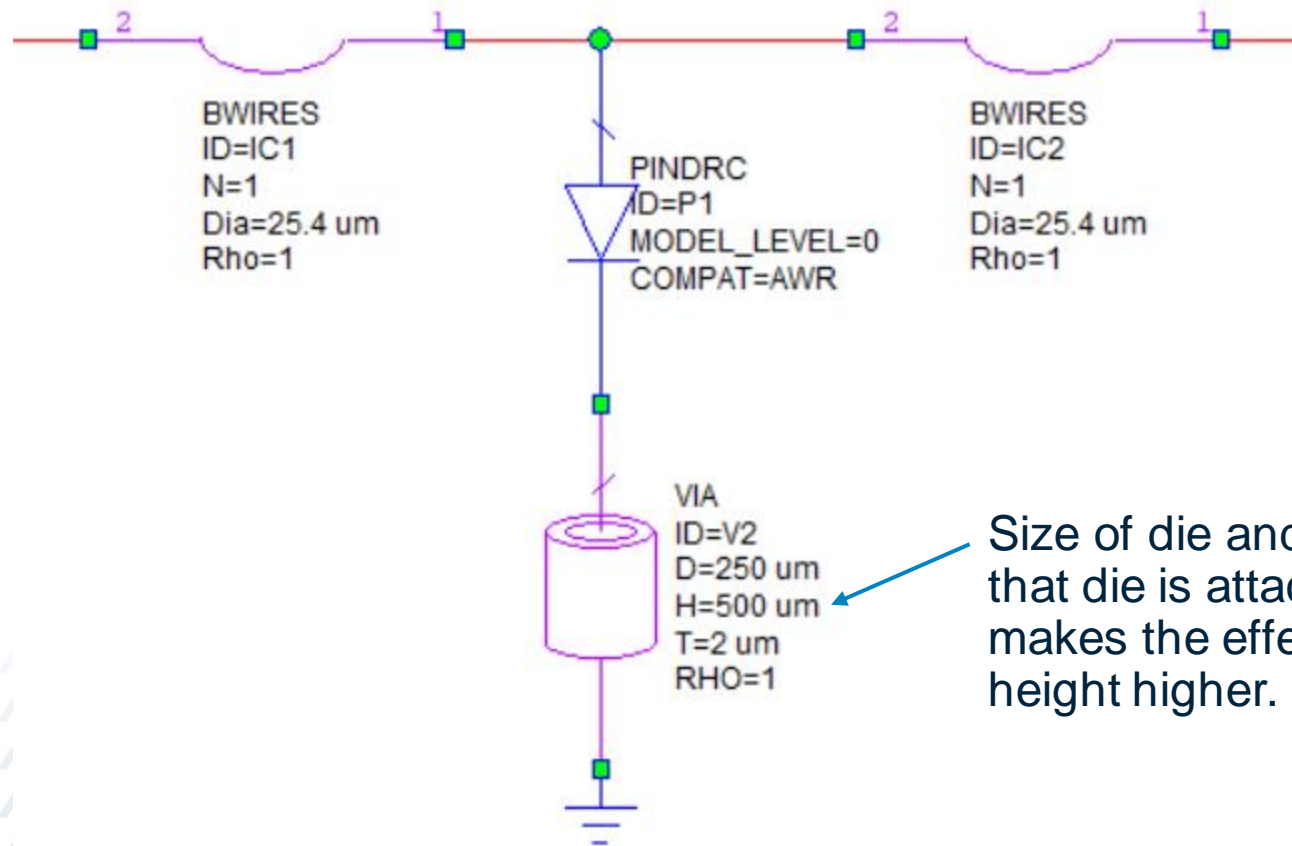 2 1 2 1
BWIRES
ID=IC1
N=1
Dia=25.4 um
Rho=1
PINDRC
ID=P1
MODEL_LEVEL=0
COMPAT=AWR
BWIRES
ID=IC2
N=1
Dia=25.4 um
Rho=1
VIA
ID=V2
D=250 um
H=500 um
T=2 um
RHO=1
Size of die and
that die is
makes the
height higher.